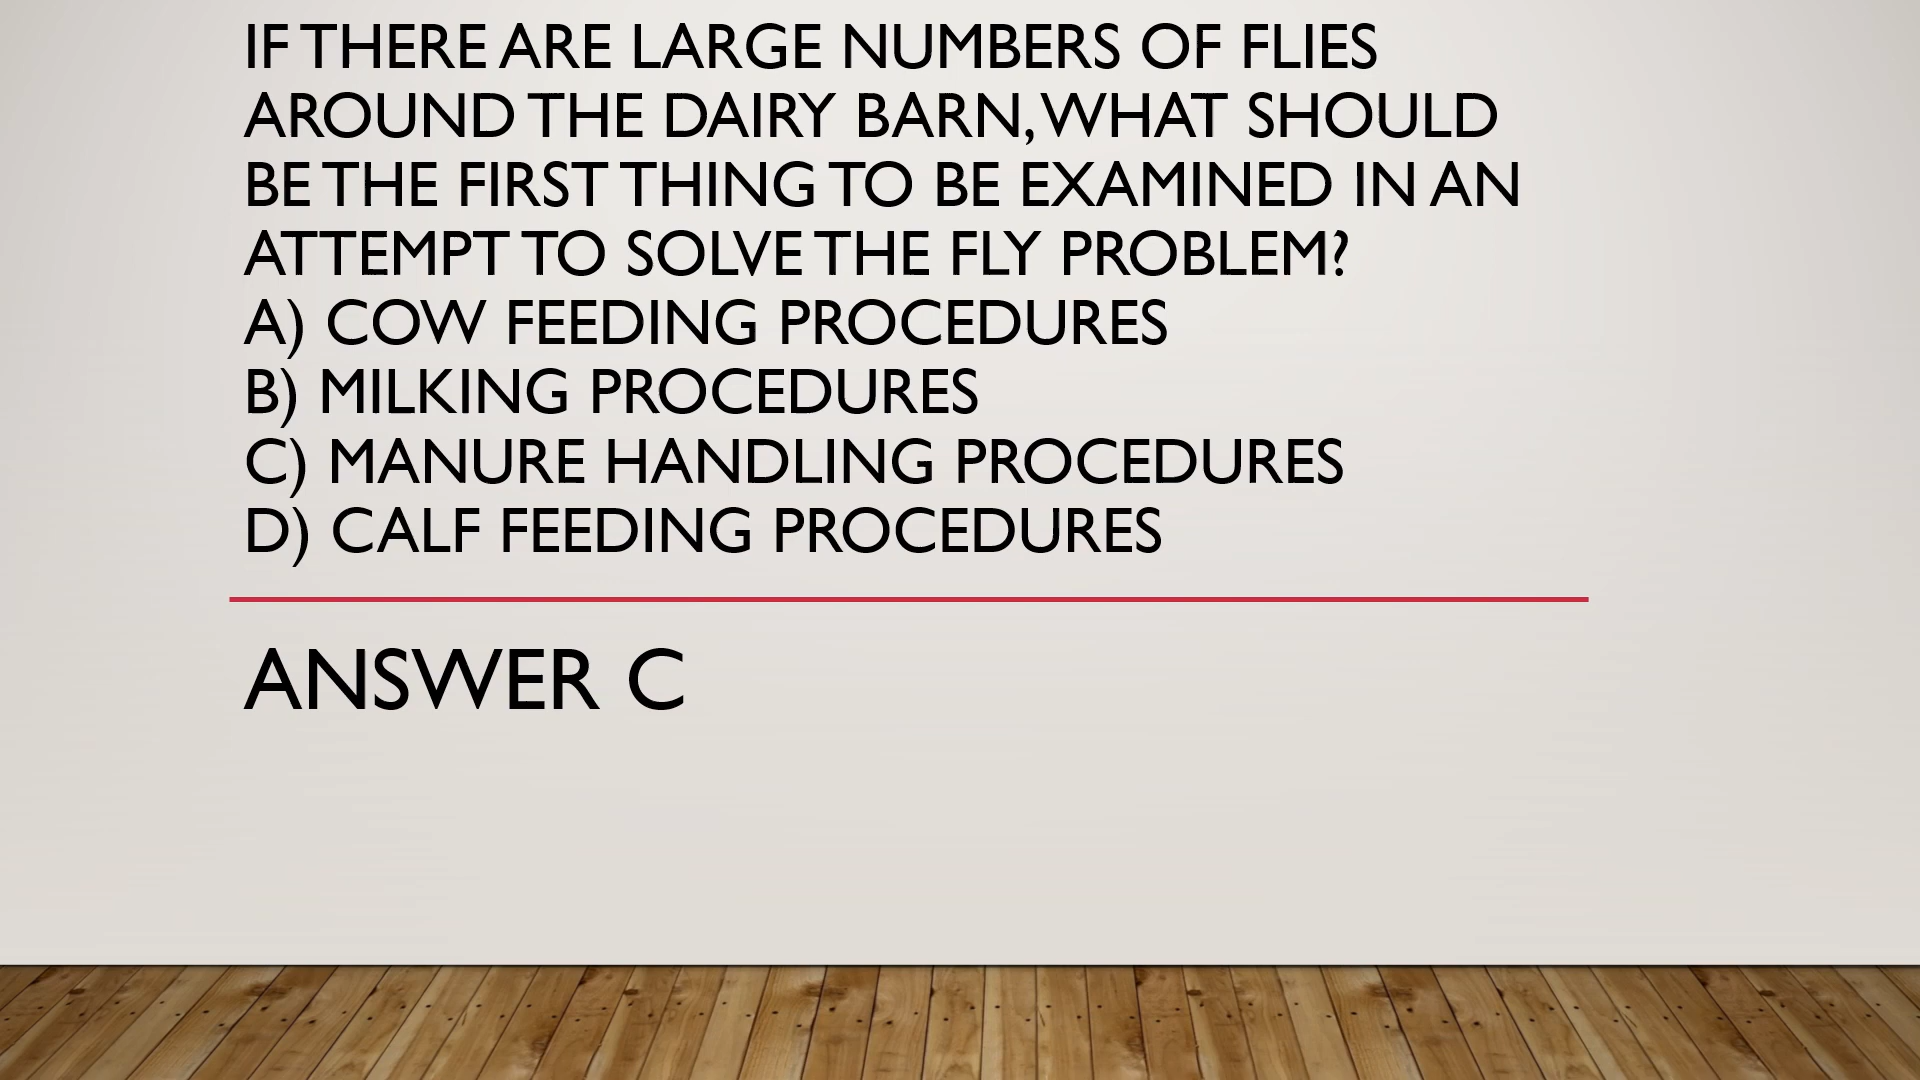 IF THERE ARE LARGE NUMBERS OF FLIES
AROUND THE DAIRY BARN, WHAT SHOULD
BE THE FIRST THING TO BE EXAMINED IN AN
ATTEMPT TO SOLVE THE FLY PROBLEM?
A) COW FEEDING PROCEDURES
B) MILKING PROCEDURES
C) MANURE HANDLING PROCEDURES
D) CALF FEEDING PROCEDURES
ANSWER C